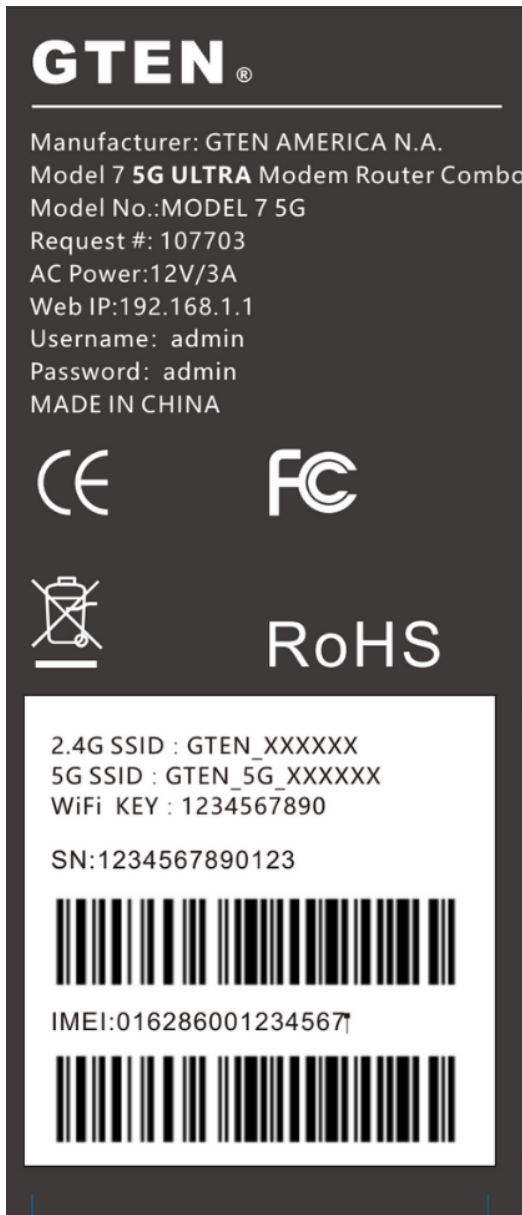 GTEN®
Manufacturer: GTEN AMERICA N.A.
Model 7 5G ULTRA Modem Router Combo
Model No.:MODEL 7 5G
Request #: 107703
AC Power:12V/3A
Web IP:192.168.1.1
Username: admin
Password: admin
MADE IN CHINA
CE FC
RoHS
2.4G SSID : GTEN_XXXXXX
5G SSID : GTEN_5G_XXXXXX
WiFi KEY : 1234567890
SN:1234567890123
IMEI:016286001234567